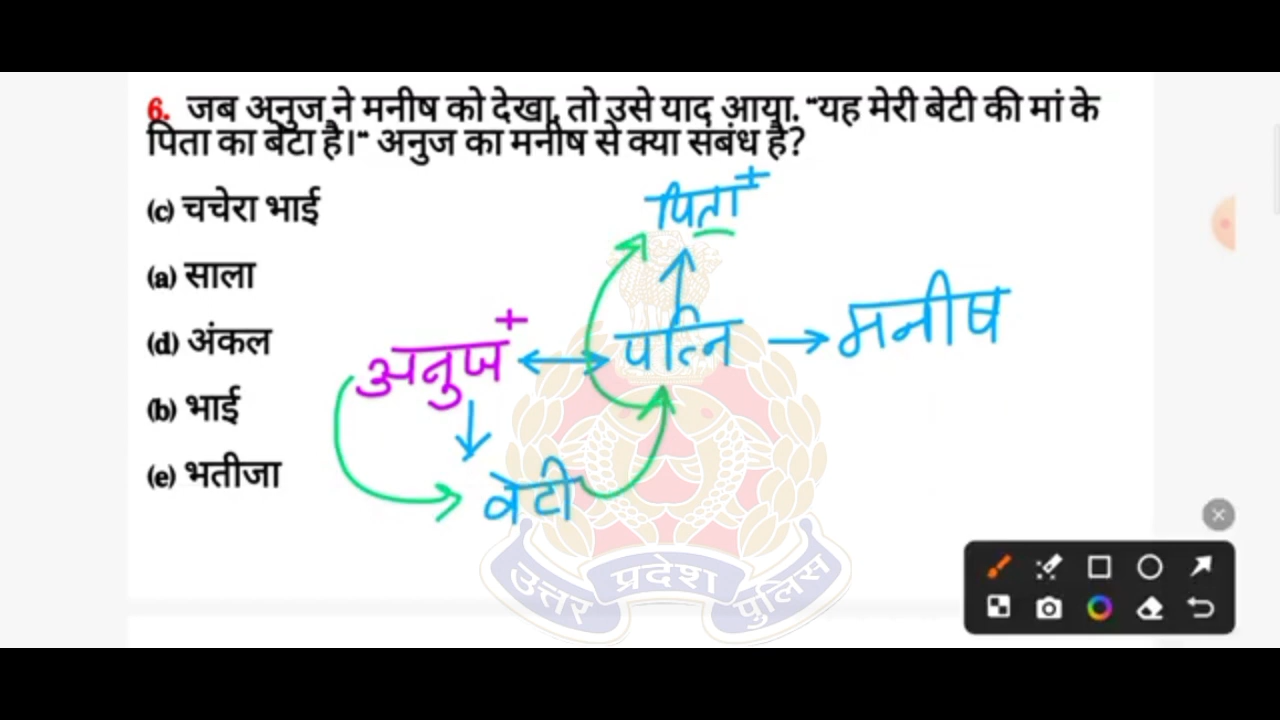 6. जब अनुज ने मनीष को देखा, तो उसे याद आया. "यह मेरी बेटी की मां के
पिता का बेटा है।" अनुज का मनीष से क्या संबंध है?
(c) चचेरा भाई
(a) साला
(d) अंकल
(b) भाई
(e) भतीजा
पिता ±
अनुज + ↔ पत्नि → मनीष
बेटी
उत्तर प्रदेश पुलिस